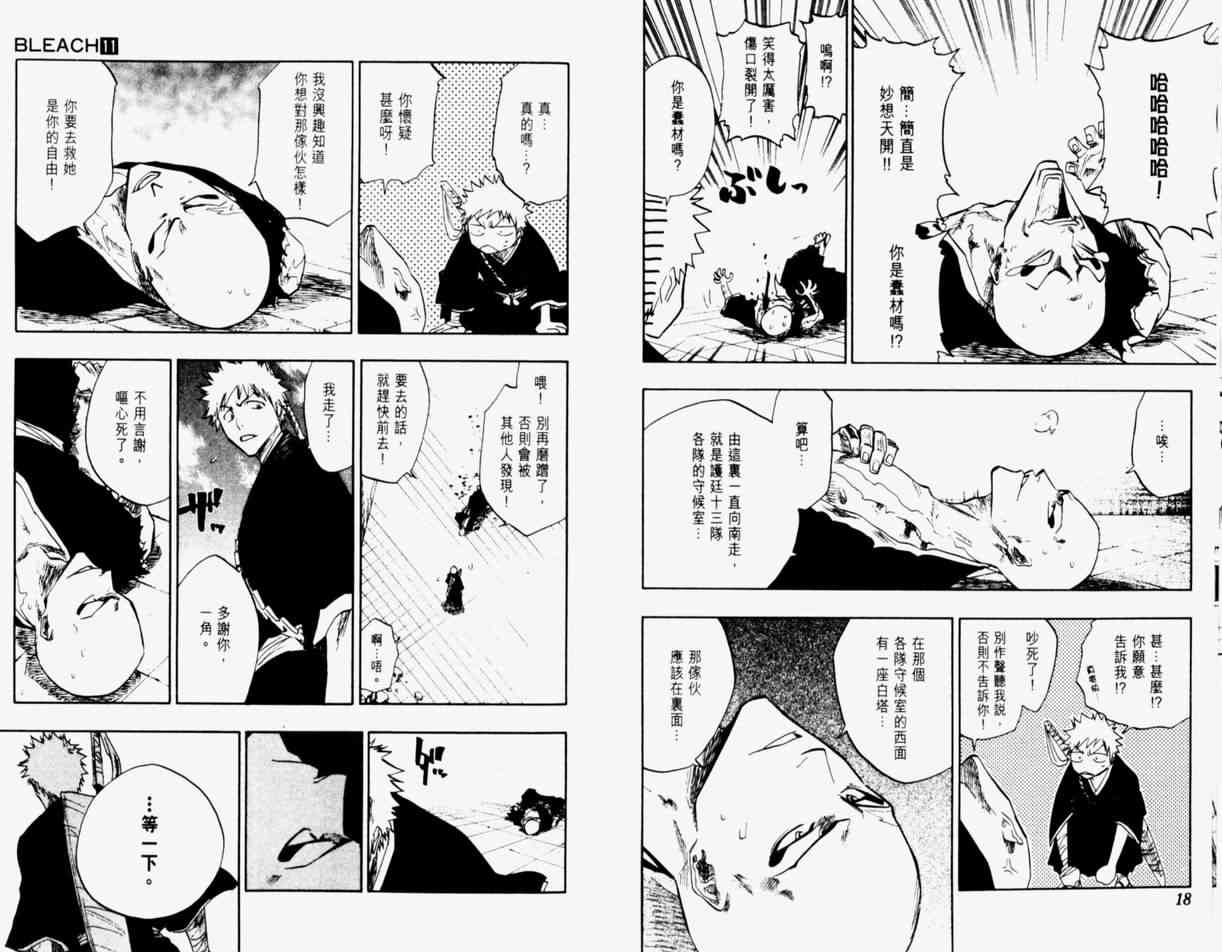 哈哈哈哈哈！
簡…簡直是
妙想天開!!
你是蠢材嗎!?
嗚啊!?
笑得太厲害，
傷口裂開了！
ぶしっ
你是蠢材嗎？
…唉…
算吧…
由這裏一直向南走，
就是護廷十三隊
各隊的守候室…
甚…甚麼!?
你願意
告訴我!?
吵死了！
別作聲聽我說，
否則不告訴你！
在那個
各隊守候室的西面
有一座白塔…
那傢伙
應該在裏面…
18
BLEACH11
真…
真的嗎…？
你懷疑
甚麼呀！
我沒興趣知道
你想對那傢伙怎樣！
你要去救她
是你的自由！
喂！
別再磨蹭了，
否則會被
其他人發現！
要去的話，
就趕快前去！
啊…唔。
我走了…
ザッ
多謝你，
一角。
不用言謝，
嘔心死了。
ザ
…等一下。